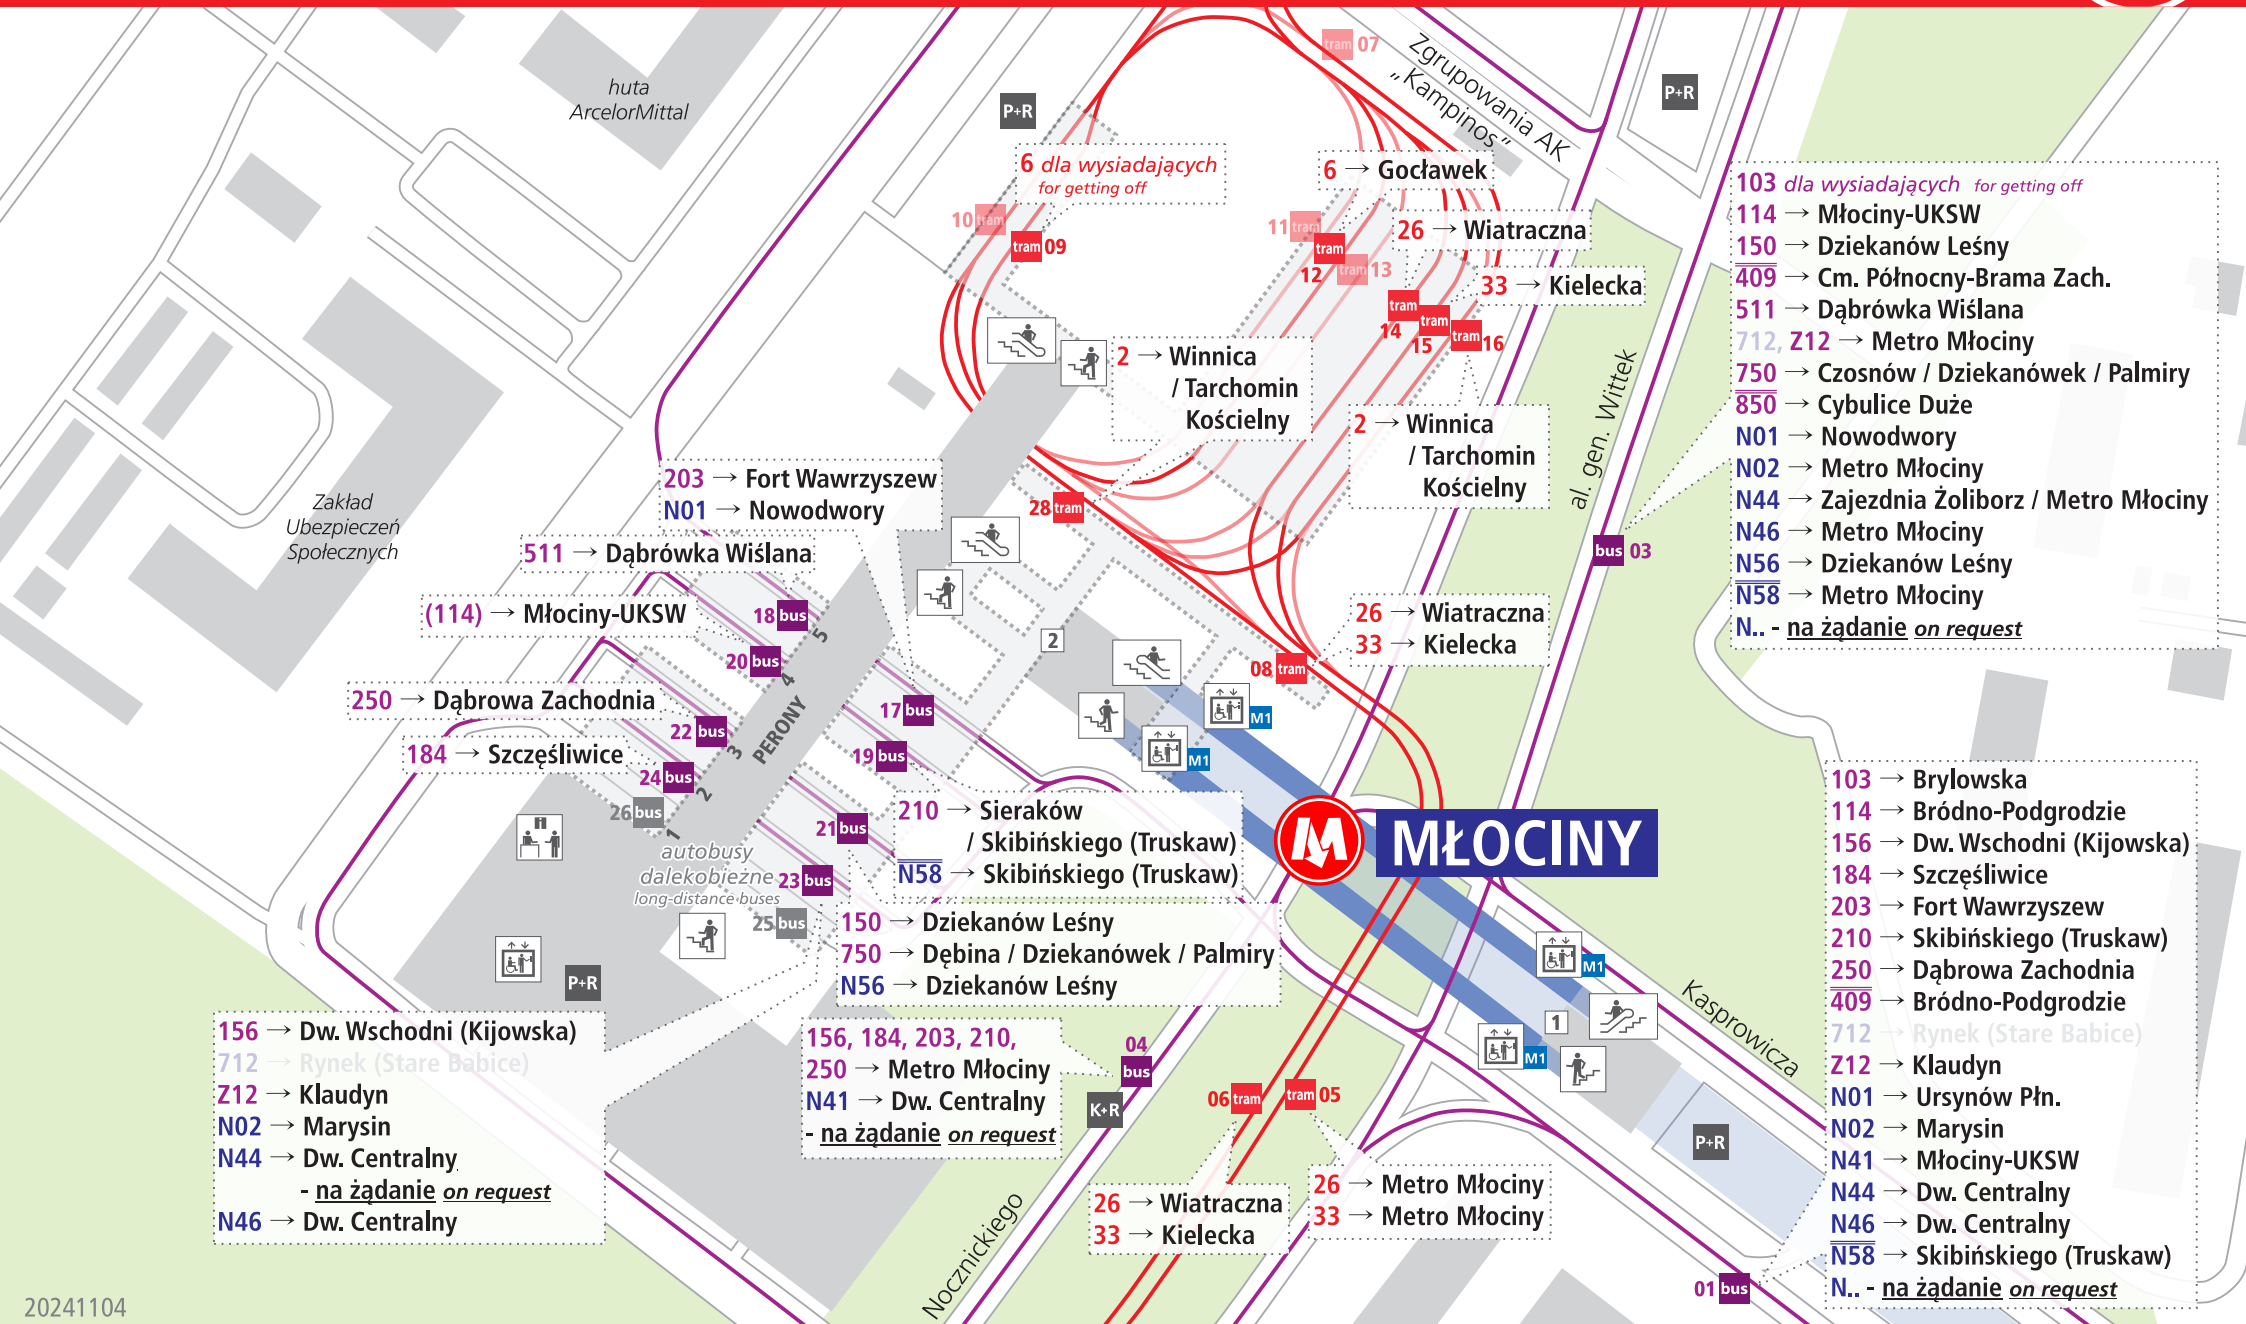 huta
ArcelorMittal
P+R
tram 07
Zgrupowania AK
„Kampinos”
P+R
6 dla wysiadających
for getting off
10 tram
tram 09
6 → Gocławek
11 tram
tram
12
tram 13
26 → Wiatraczna
33 → Kielecka
tram
14
tram
15
tram 16
2 → Winnica
/ Tarchomin
Kościelny
2 → Winnica
/ Tarchomin
Kościelny
al. gen. Wittek
103 dla wysiadających for getting off
114 → Młociny-UKSW
150 → Dziekanów Leśny
409 → Cm. Północny-Brama Zach.
511 → Dąbrówka Wiślana
712, Z12 → Metro Młociny
750 → Czosnów / Dziekanówek / Palmiry
850 → Cybulice Duże
N01 → Nowodwory
N02 → Metro Młociny
N44 → Zajezdnia Żoliborz / Metro Młociny
N46 → Metro Młociny
N56 → Dziekanów Leśny
N58 → Metro Młociny
N.. - na żądanie on request
bus 03
Zakład
Ubezpieczeń
Społecznych
203 → Fort Wawrzyszew
N01 → Nowodwory
28 tram
511 → Dąbrówka Wiślana
(114) → Młociny-UKSW
18 bus
20 bus
250 → Dąbrowa Zachodnia
22 bus
184 → Szczęśliwice
24 bus
26 bus
PERONY
1
2
3
4
5
2
26 → Wiatraczna
33 → Kielecka
08 tram
M1
M1
17 bus
19 bus
210 → Sieraków
/ Skibińskiego (Truskaw)
N58 → Skibińskiego (Truskaw)
21 bus
autobusy
dalekobieżne
long-distance buses
23 bus
25 bus
150 → Dziekanów Leśny
750 → Dębina / Dziekanówek / Palmiry
N56 → Dziekanów Leśny
MŁOCINY
P+R
156 → Dw. Wschodni (Kijowska)
712 → Rynek (Stare Babice)
Z12 → Klaudyn
N02 → Marysin
N44 → Dw. Centralny
- na żądanie on request
N46 → Dw. Centralny
156, 184, 203, 210,
250 → Metro Młociny
N41 → Dw. Centralny
- na żądanie on request
04
bus
K+R
Nocznickiego
06 tram
tram 05
26 → Wiatraczna
33 → Kielecka
26 → Metro Młociny
33 → Metro Młociny
M1
1
M1
Kasprowicza
P+R
103 → Brylowska
114 → Bródno-Podgrodzie
156 → Dw. Wschodni (Kijowska)
184 → Szczęśliwice
203 → Fort Wawrzyszew
210 → Skibińskiego (Truskaw)
250 → Dąbrowa Zachodnia
409 → Bródno-Podgrodzie
712 → Rynek (Stare Babice)
Z12 → Klaudyn
N01 → Ursynów Płn.
N02 → Marysin
N41 → Młociny-UKSW
N44 → Dw. Centralny
N46 → Dw. Centralny
N58 → Skibińskiego (Truskaw)
N.. - na żądanie on request
01 bus
20241104